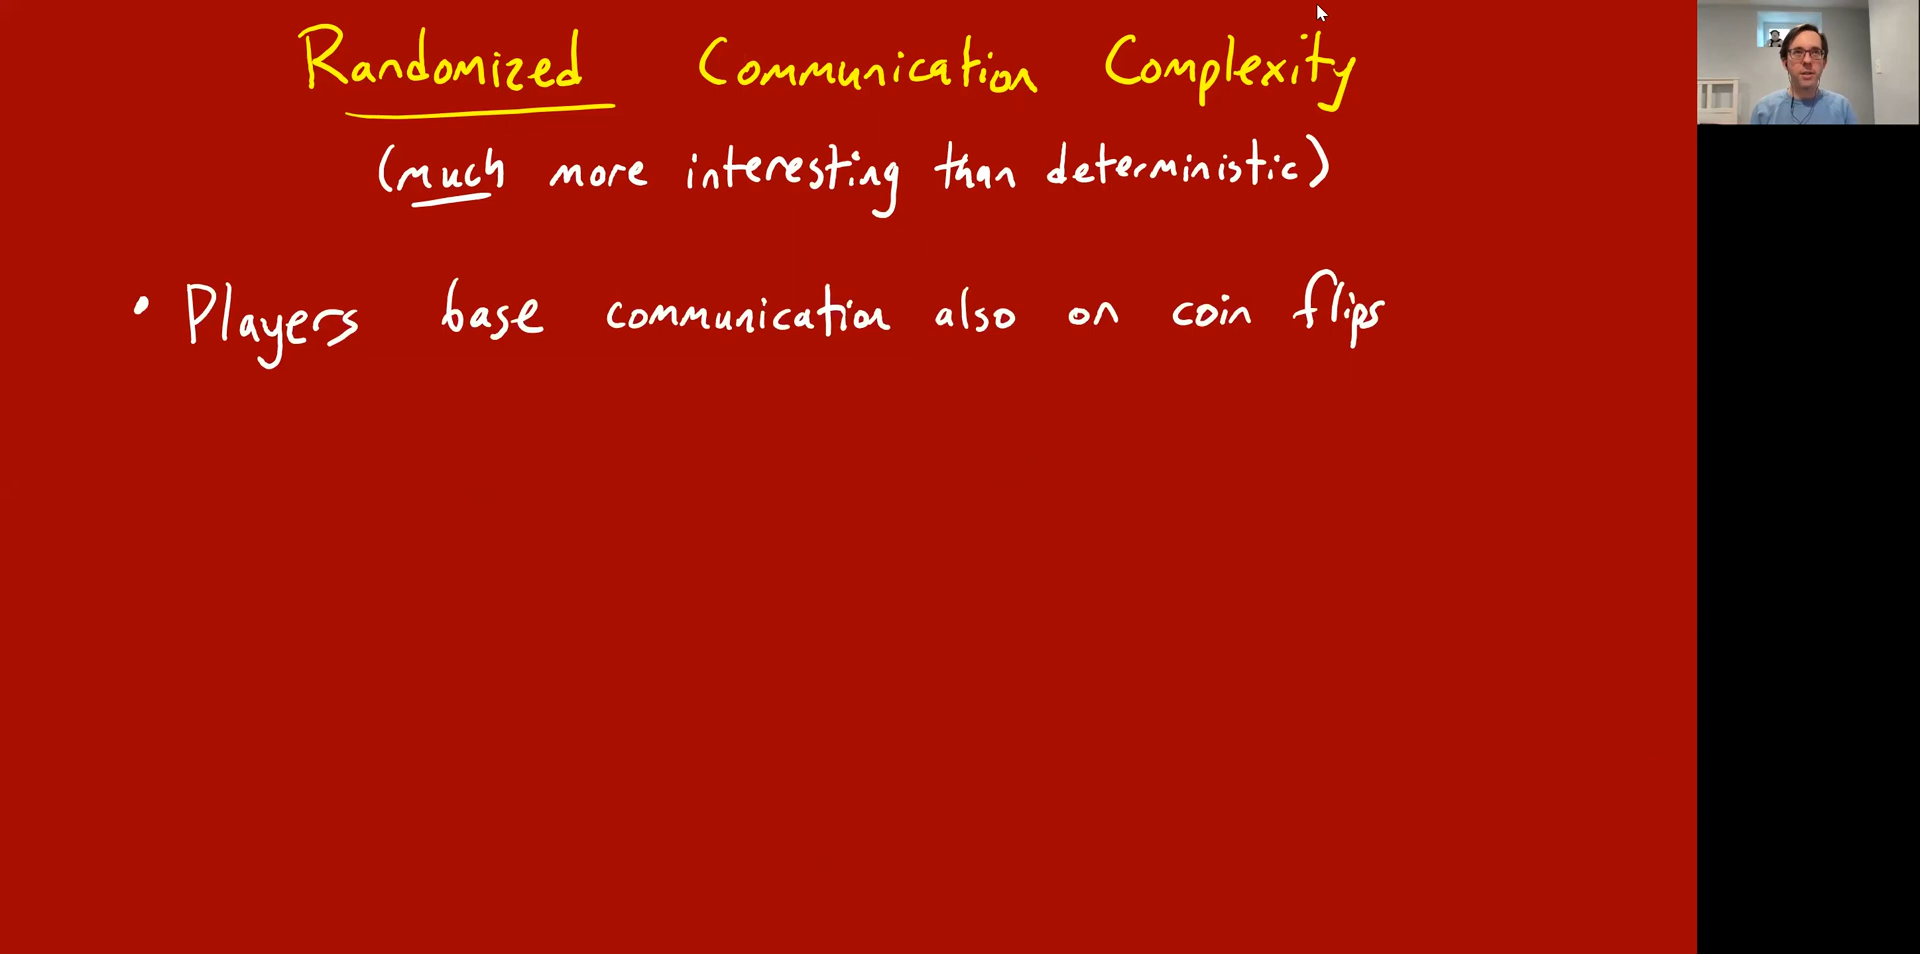 Randomized Communication Complexity
(much more interesting than deterministic)
• Players base communication also on coin flips